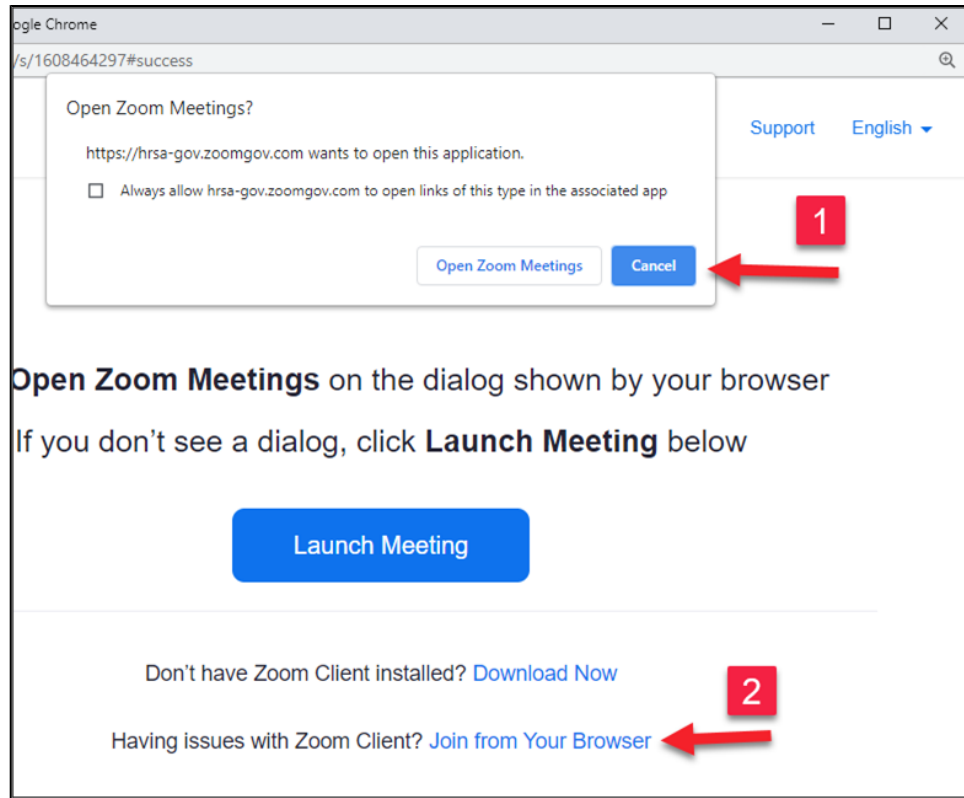 ogle Chrome
/s/1608464297#success
Open Zoom Meetings?
https://hrsa-gov.zoomgov.com wants to open this application.
Always allow hrsa-gov.zoomgov.com to open links of this type in the associated app
Open Zoom Meetings Cancel
Support English
1
Open Zoom Meetings on the dialog shown by your browser
If you don't see a dialog, click Launch Meeting below
Launch Meeting
Don't have Zoom Client installed? Download Now
2
Having issues with Zoom Client? Join from Your Browser